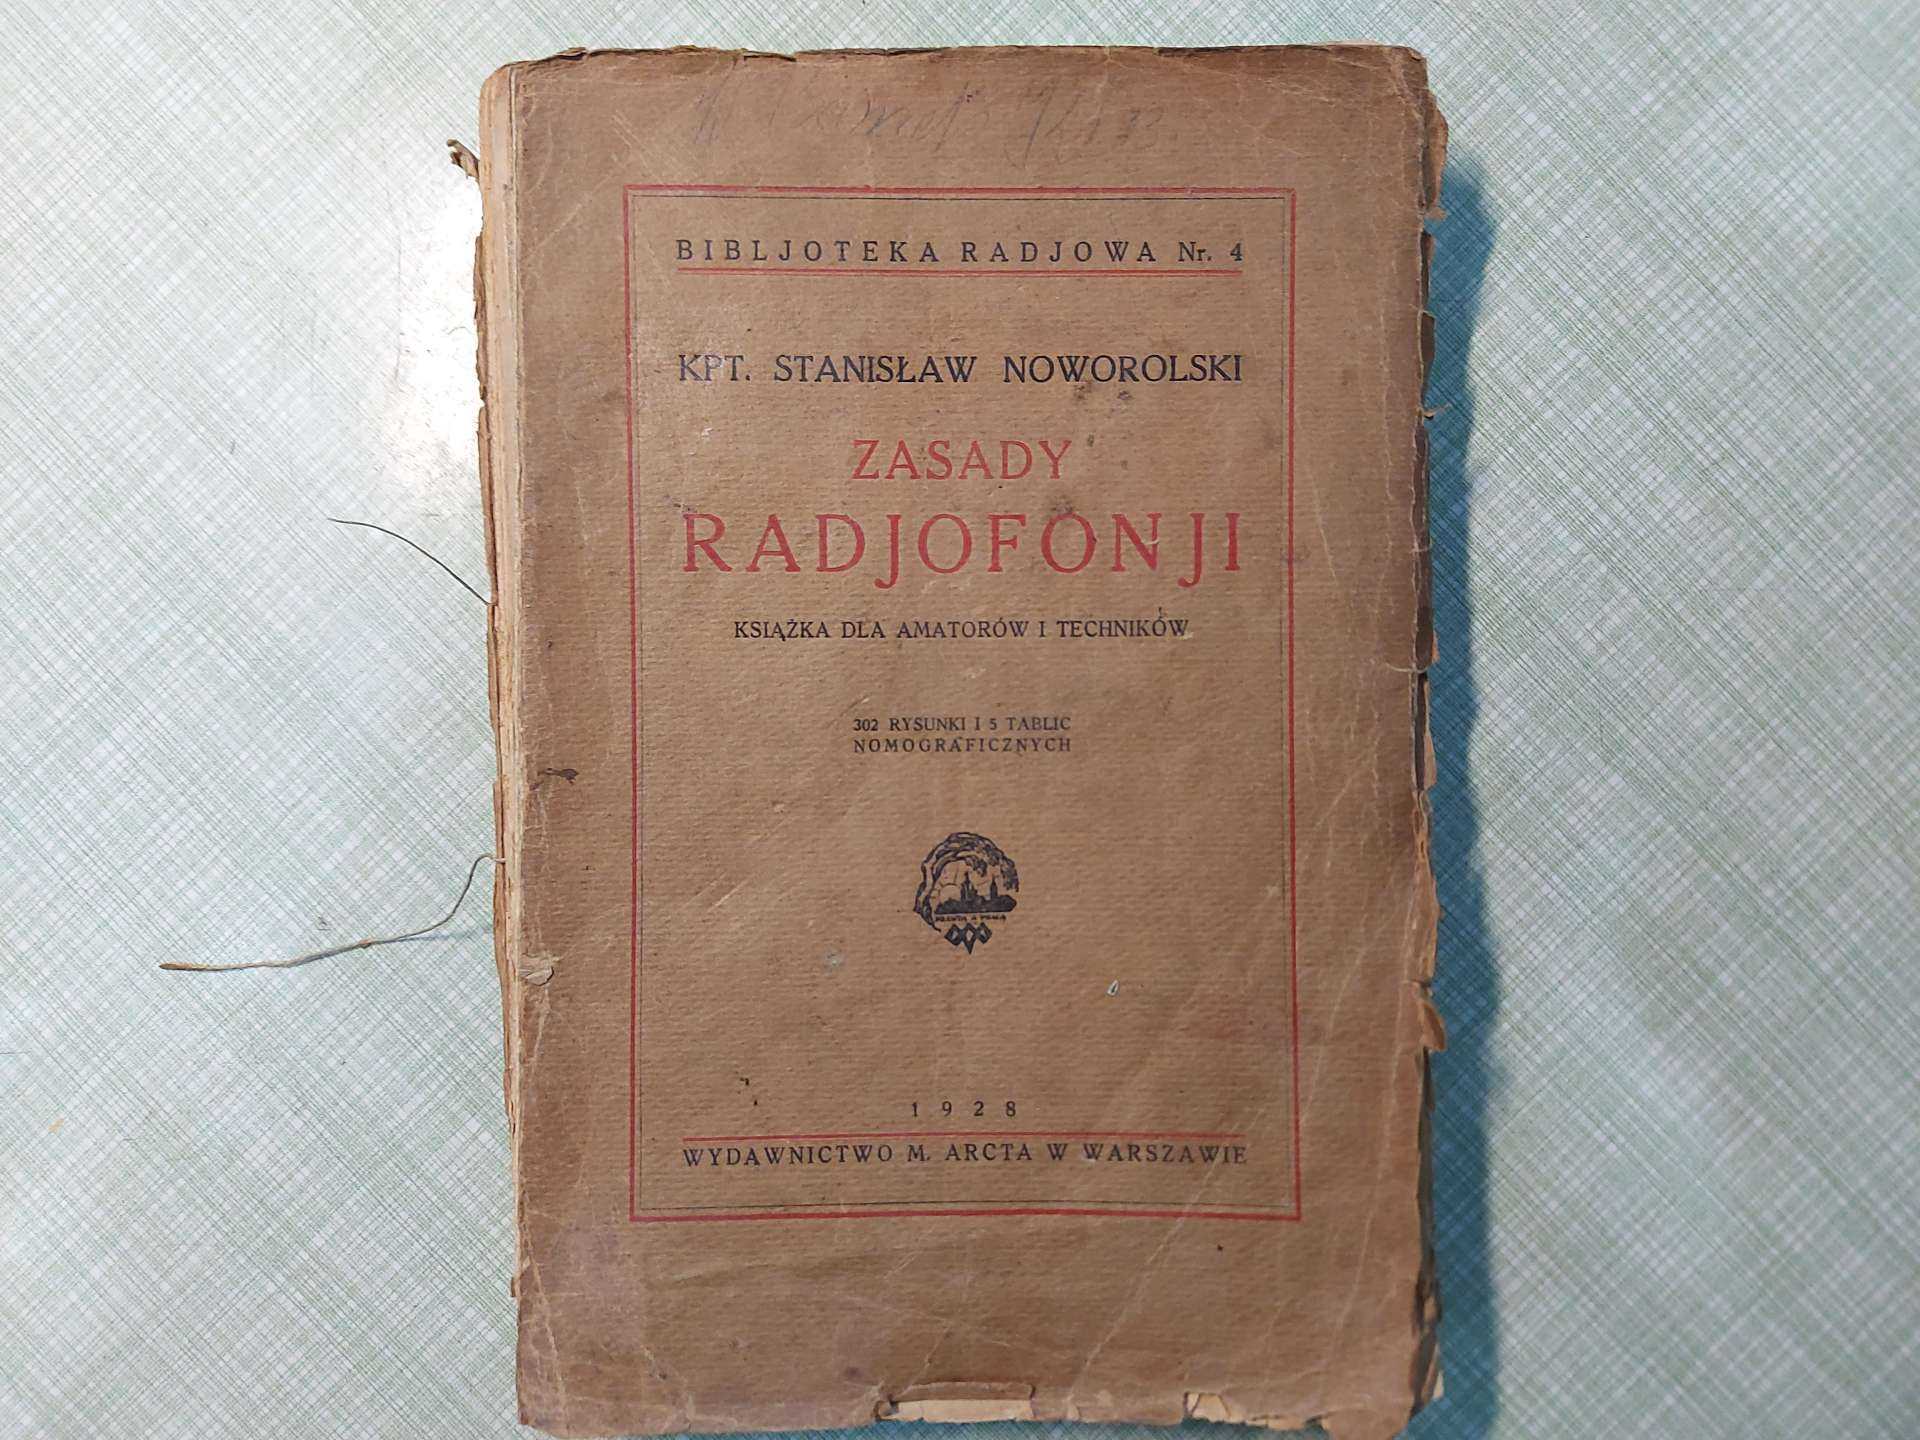 BIBLJOTEKA RADJOWA Nr. 4
KPT. STANISŁAW NOWOROLSKI
ZASADY
RADJOFONJI
KSIĄŻKA DLA AMATORÓW I TECHNIKÓW
302 RYSUNKI I 5 TABLIC
NOMOGRAFICZNYCH
1928
WYDAWNICTWO M. ARCTA W WARSZAWIE